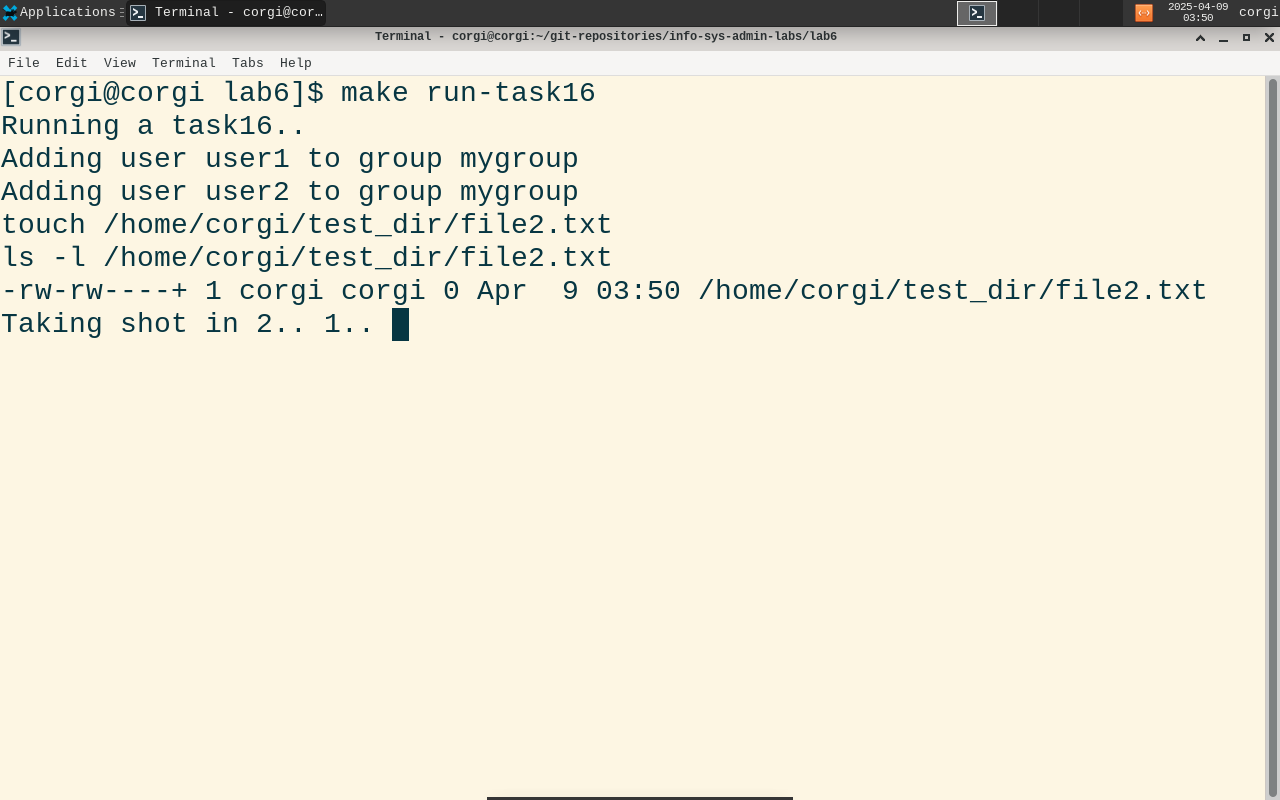 Applications
Terminal - corgi@cor…
2025-04-09
03:50
corgi
Terminal - corgi@corgi:~/git-repositories/info-sys-admin-labs/lab6
File Edit View Terminal Tabs Help
[corgi@corgi lab6]$ make run-task16
Running a task16..
Adding user user1 to group mygroup
Adding user user2 to group mygroup
touch /home/corgi/test_dir/file2.txt
ls -l /home/corgi/test_dir/file2.txt
-rw-rw----+ 1 corgi corgi 0 Apr  9 03:50 /home/corgi/test_dir/file2.txt
Taking shot in 2.. 1..